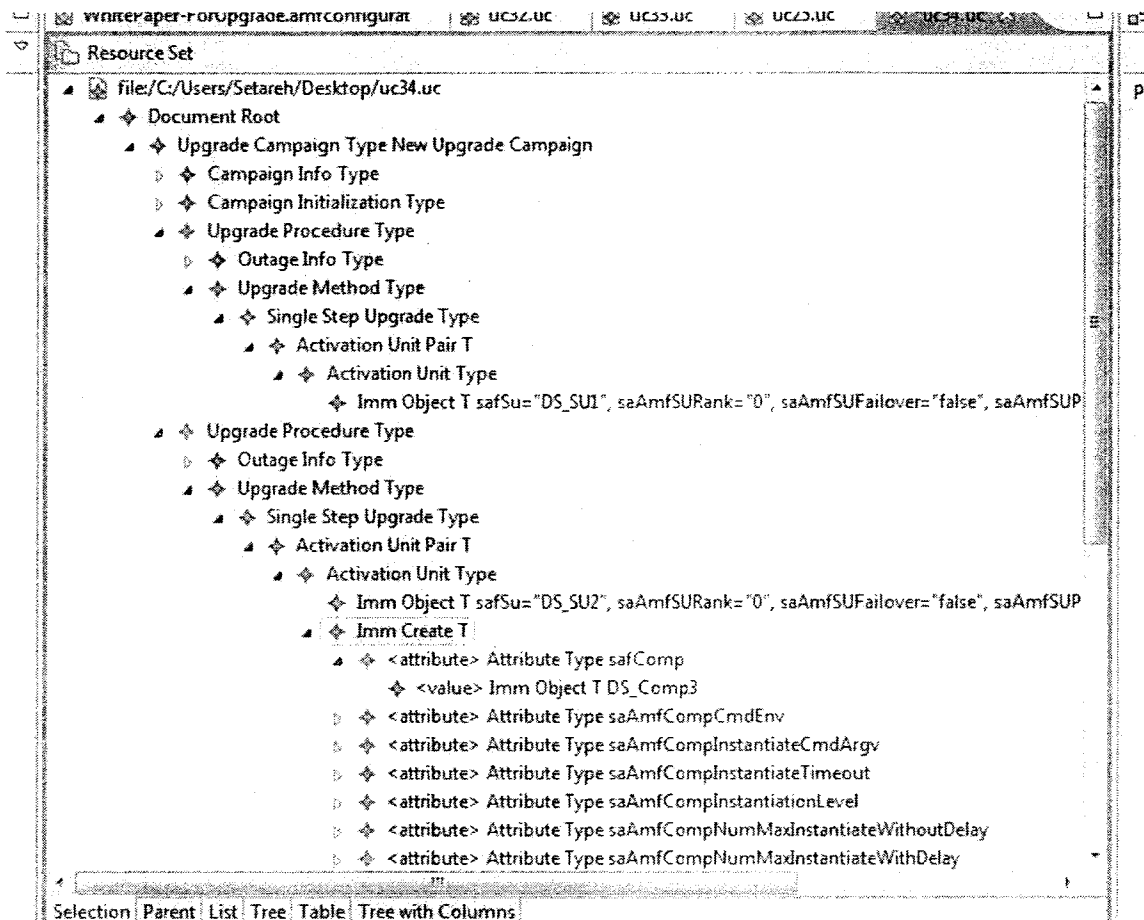 WhitePaper-ForUpgrade.amfconfigurat uc32.uc uc33.uc uc25.uc uc34.uc
Resource Set
file:/C:/Users/Setareh/Desktop/uc34.uc
Document Root
Upgrade Campaign Type New Upgrade Campaign
Campaign Info Type
Campaign Initialization Type
Upgrade Procedure Type
Outage Info Type
Upgrade Method Type
Single Step Upgrade Type
Activation Unit Pair T
Activation Unit Type
Imm Object T safSu="DS_SU1", saAmfSURank="0", saAmfSUFailover="false", saAmfSUP
Upgrade Procedure Type
Outage Info Type
Upgrade Method Type
Single Step Upgrade Type
Activation Unit Pair T
Activation Unit Type
Imm Object T safSu="DS_SU2", saAmfSURank="0", saAmfSUFailover="false", saAmfSUP
Imm Create T
<attribute> Attribute Type safComp
<value> Imm Object T DS_Comp3
<attribute> Attribute Type saAmfCompCmdEnv
<attribute> Attribute Type saAmfCompInstantiateCmdArgv
<attribute> Attribute Type saAmfCompInstantiateTimeout
<attribute> Attribute Type saAmfCompInstantiationLevel
<attribute> Attribute Type saAmfCompNumMaxInstantiateWithoutDelay
<attribute> Attribute Type saAmfCompNumMaxInstantiateWithDelay
Selection Parent List Tree Table Tree with Columns